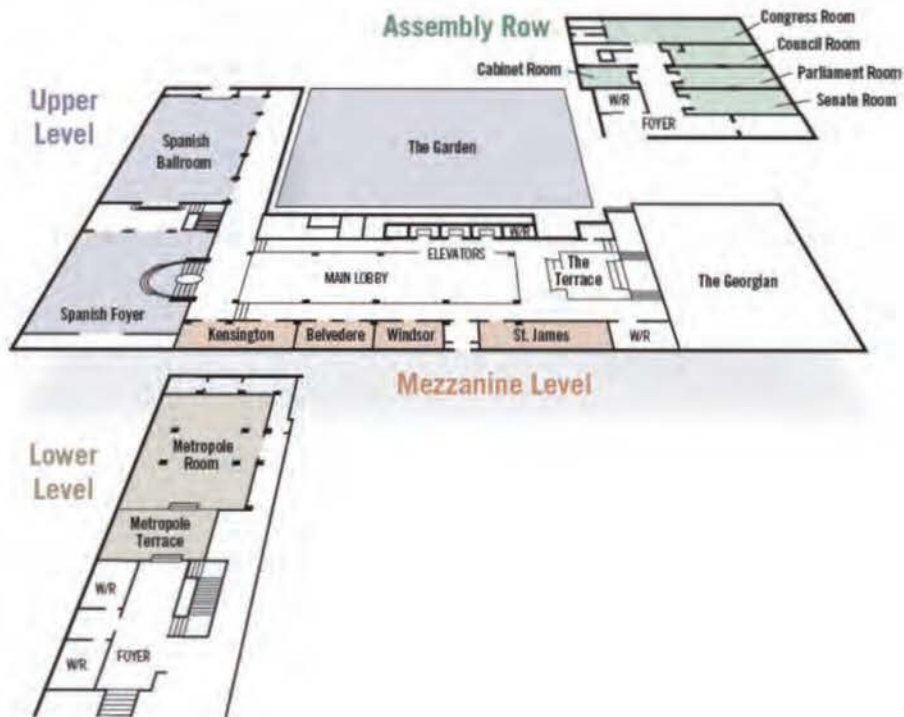 Assembly Row
Congress Room
Council Room
Cabinet Room
Parliament Room
Senate Room
W/R
FOYER
Upper
Level
Spanish
Ballroom
The Garden
W/R
ELEVATORS
MAIN LOBBY
The
Terrace
The Georgian
Spanish Foyer
Kensington
Belvedere
Windsor
St. James
W/R
Mezzanine Level
Lower
Level
Metropole
Room
Metropole
Terrace
W/R
FOYER
W/R